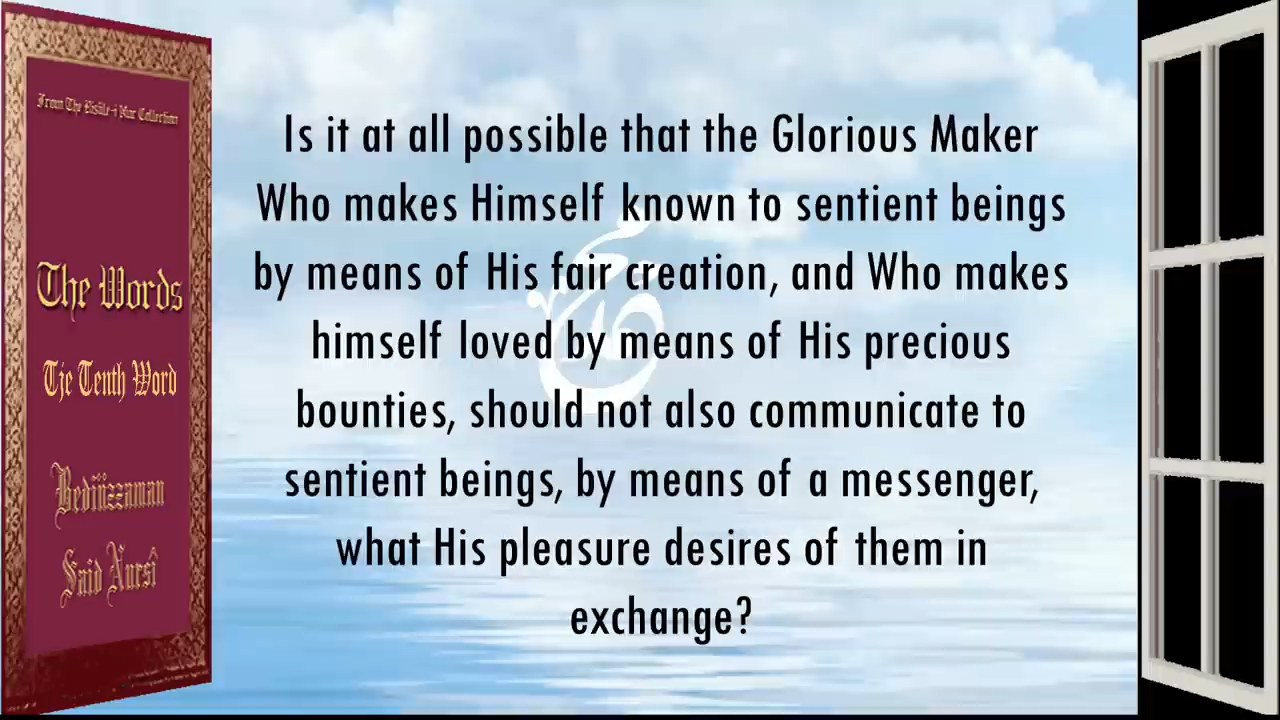 From The Risale-i Nur Collection
The Words
Tje Tenth Word
Bediüzzaman
Said Nursî
Is it at all possible that the Glorious Maker
Who makes Himself known to sentient beings
by means of His fair creation, and Who makes
himself loved by means of His precious
bounties, should not also communicate to
sentient beings, by means of a messenger,
what His pleasure desires of them in
exchange?